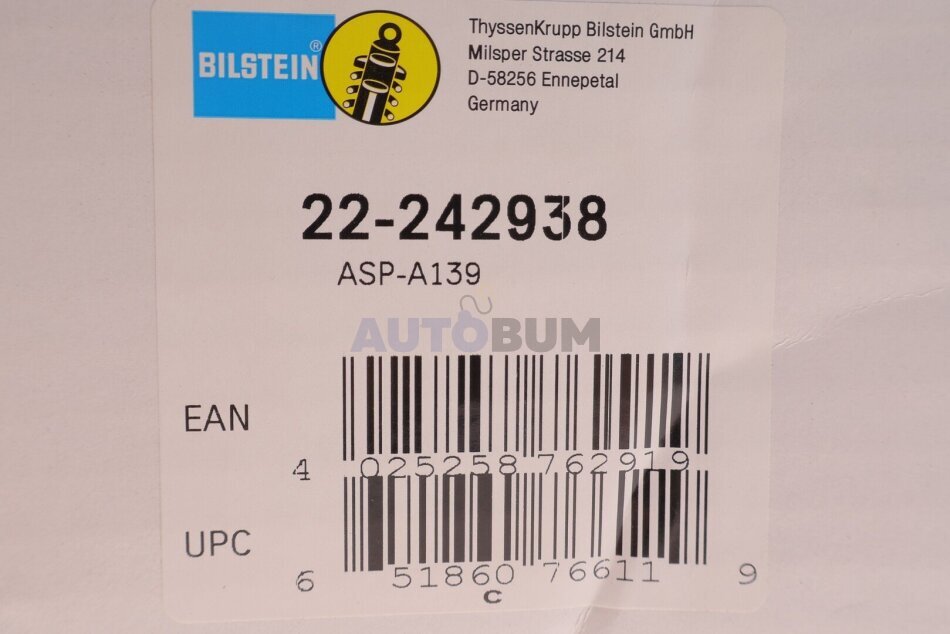 BILSTEIN®
ThyssenKrupp Bilstein GmbH
Milsper Strasse 214
D-58256 Ennepetal
Germany
22-242938
ASP-A139
AUTOBUM
EAN
4 025258 762919
UPC
6 51860 76611 9
C